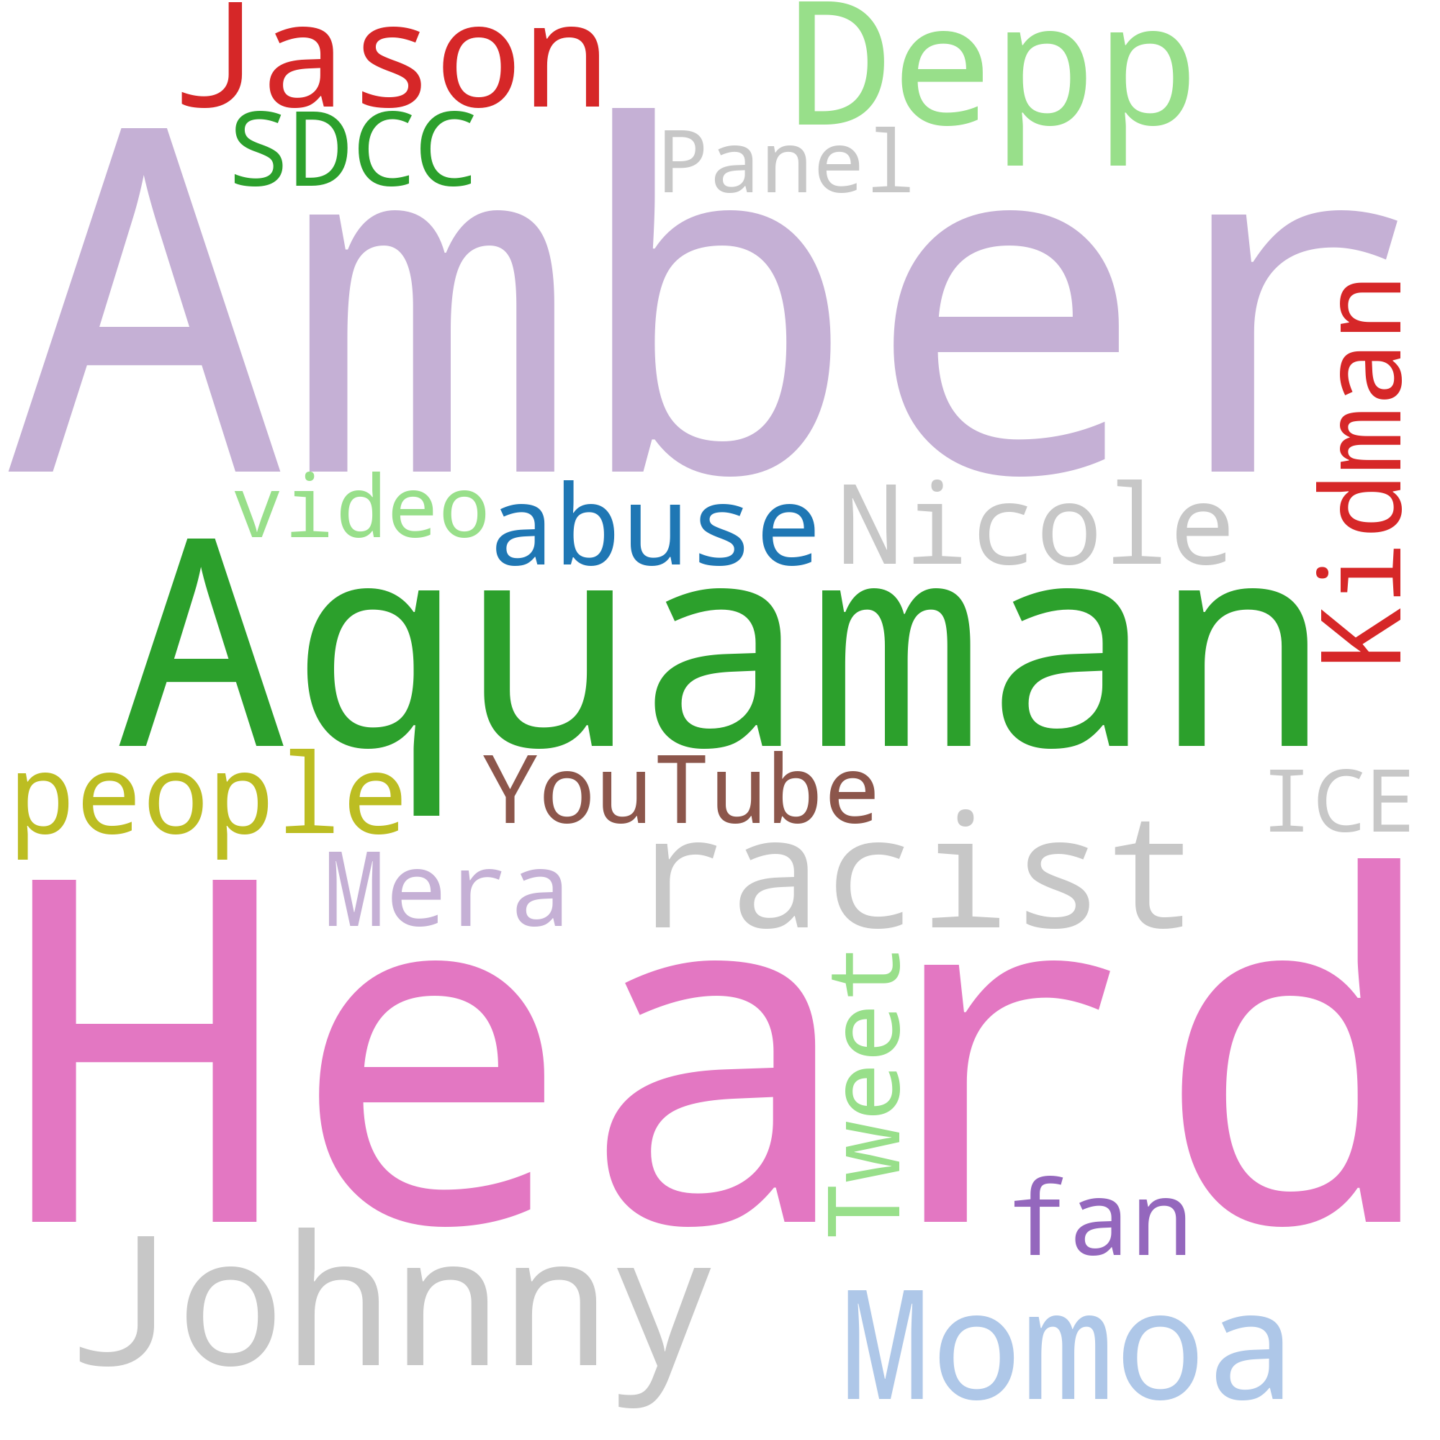 Jason
Depp
SDCC
Panel
Amber
Kidman
video
abuse
Nicole
Aquaman
people
YouTube
ICE
racist
Mera
Heard
Tweet
fan
Johnny
Momoa